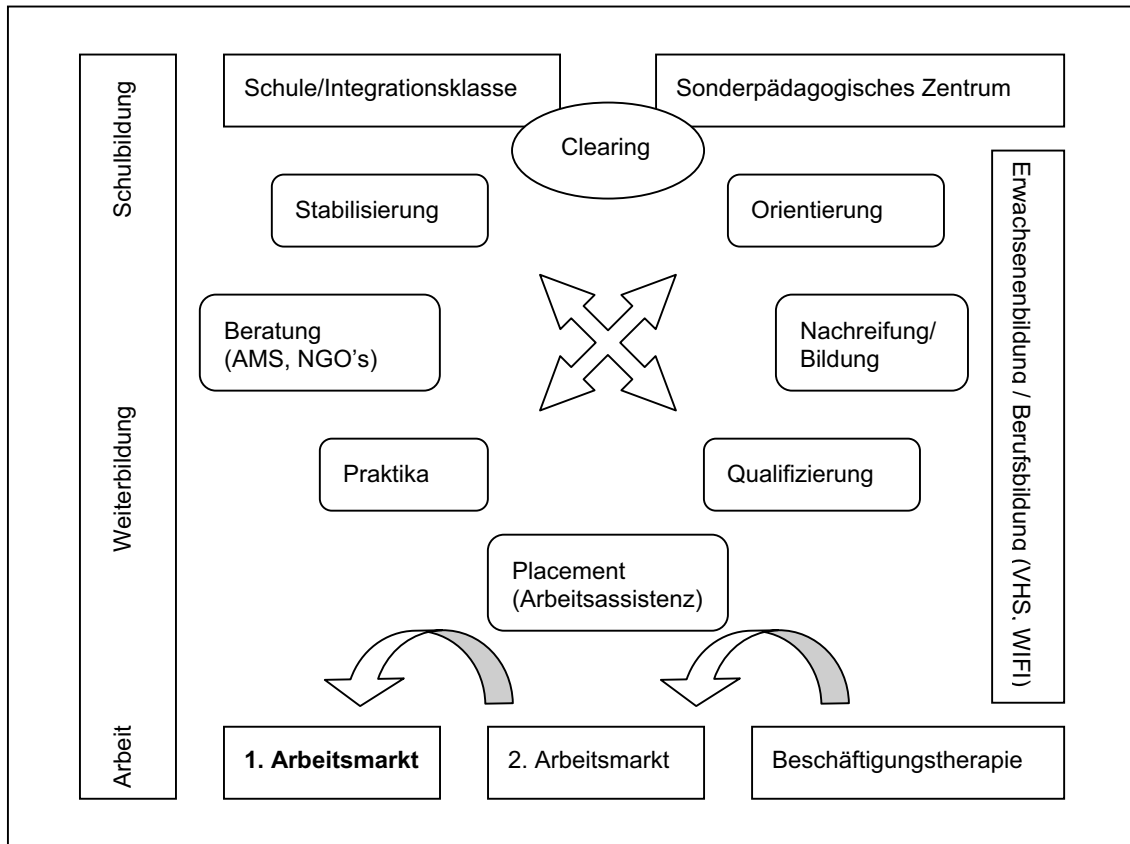 Schulbildung
Weiterbildung
Arbeit
Schule/Integrationsklasse
Sonderpädagogisches Zentrum
Clearing
Stabilisierung
Orientierung
Beratung
(AMS, NGO’s)
Nachreifung/
Bildung
Praktika
Qualifizierung
Placement
(Arbeitsassistenz)
Erwachsenenbildung / Berufsbildung (VHS, WIFI)
1. Arbeitsmarkt
2. Arbeitsmarkt
Beschäftigungstherapie